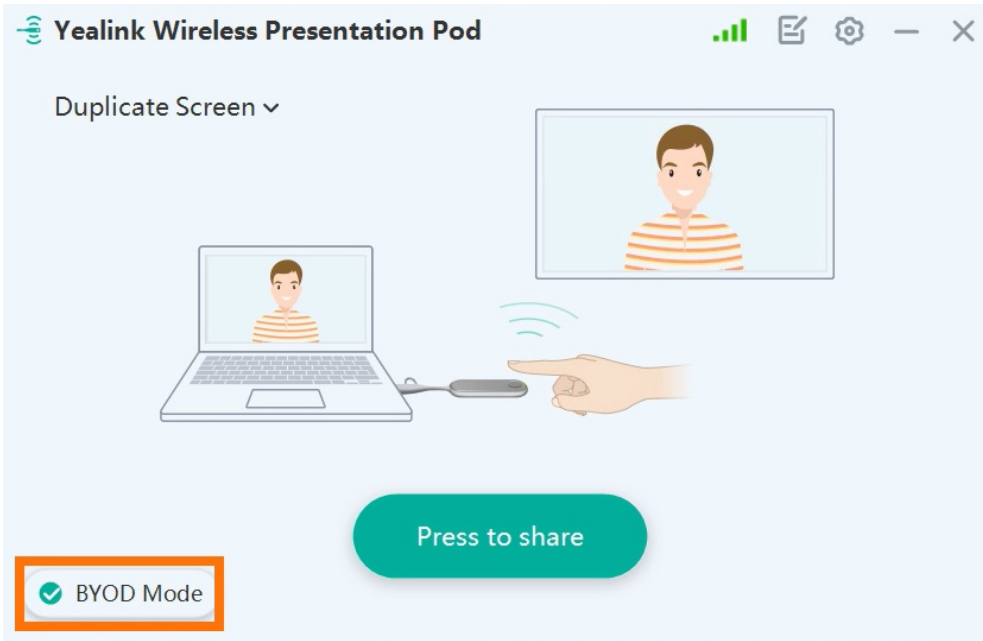 Yealink Wireless Presentation Pod
Duplicate Screen
Press to share
BYOD Mode